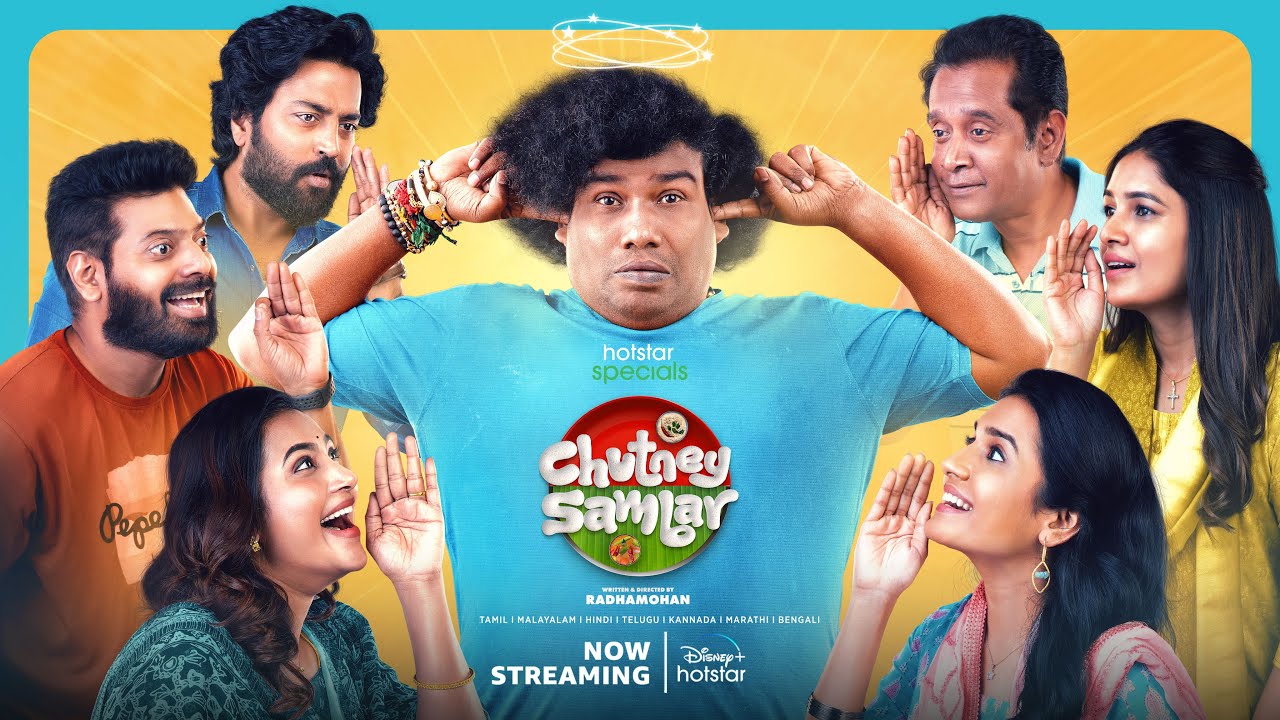 hotstar
specials
Chutney
Sambar
WRITTEN & DIRECTED BY
RADHAMOHAN
TAMIL I MALAYALAM I HINDI I TELUGU I KANNADA I MARATHI I BENGALI
NOW
STREAMING
Disney+
hotstar
Pepe